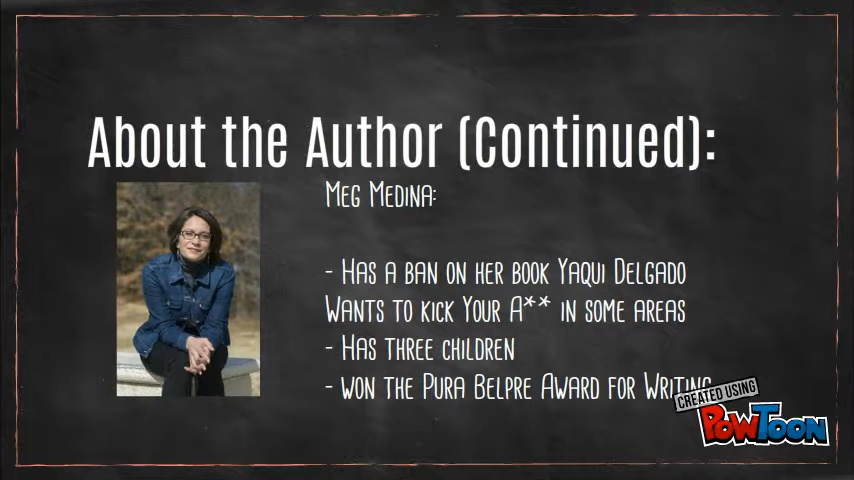 About the Author (Continued):
Meg Medina:
- Has a ban on her book Yaqui Delgado
Wants to kick Your A** in some areas
- Has three children
- won the Pura Belpre Award for Writing
CREATED USING
POWTOON